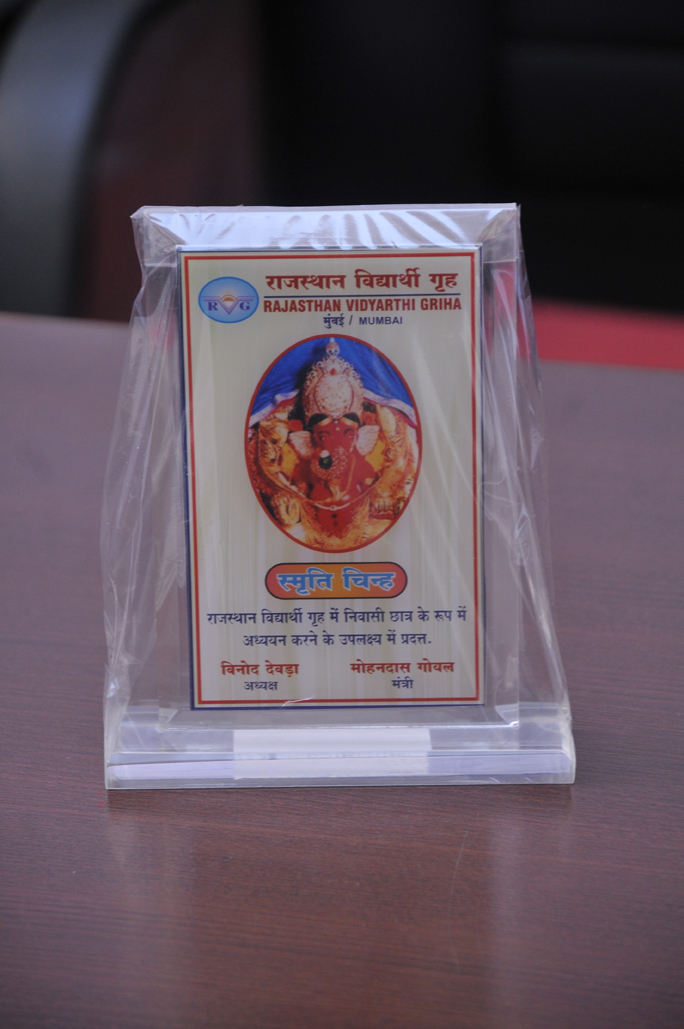 राजस्थान विद्यार्थी गृह
RVG
RAJASTHAN VIDYARTHI GRIHA
मुंबई / MUMBAI
स्मृति चिन्ह
राजस्थान विद्यार्थी गृह में निवासी छात्र के रूप में
अध्ययन करने के उपलक्ष्य में प्रदत्त.
विनोद देवड़ा मोहनदास गोयल
अध्यक्ष मंत्री